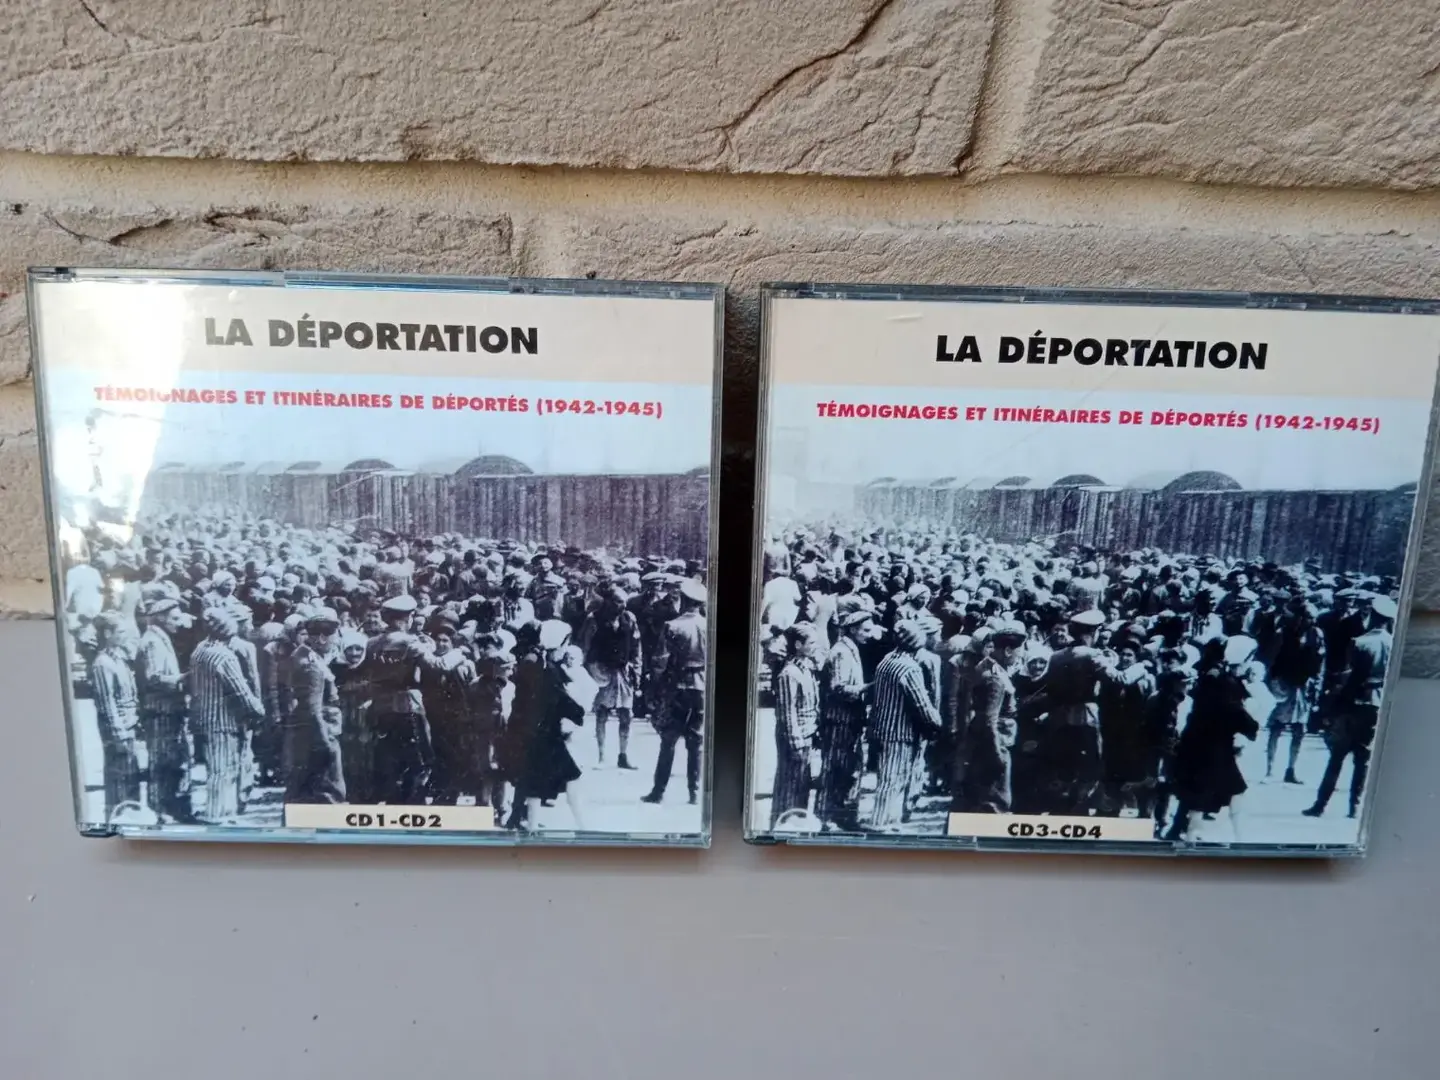 LA DÉPORTATION
TÉMOIGNAGES ET ITINÉRAIRES DE DÉPORTÉS (1942-1945)
CD1-CD2
LA DÉPORTATION
TÉMOIGNAGES ET ITINÉRAIRES DE DÉPORTÉS (1942-1945)
CD3-CD4